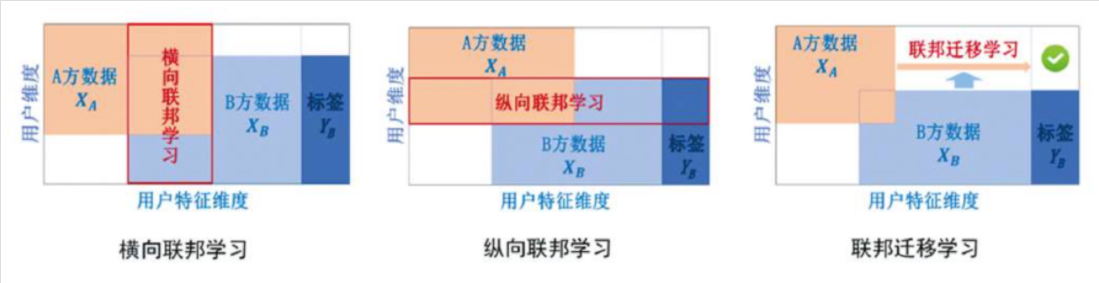 用户维度
A方数据
X_A
横向联邦学习
B方数据
X_B
标签
Y_B
用户特征维度
横向联邦学习
用户维度
A方数据
X_A
纵向联邦学习
B方数据
X_B
标签
Y_B
用户特征维度
纵向联邦学习
用户维度
A方数据
X_A
联邦迁移学习
B方数据
X_B
标签
Y_B
用户特征维度
联邦迁移学习